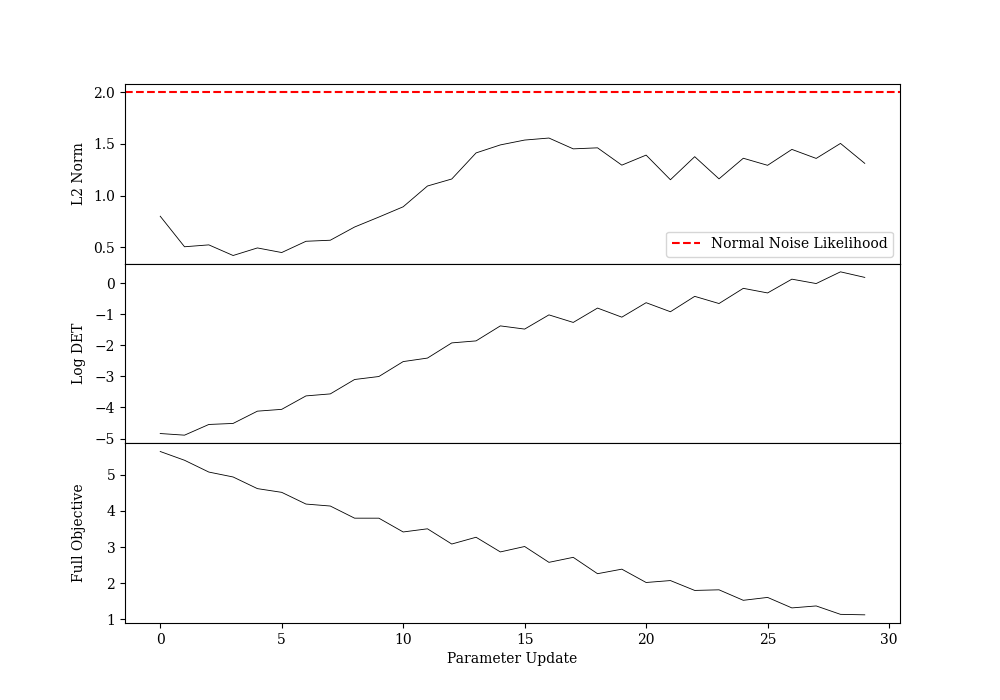 2.0
1.5
1.0
0.5
L2 Norm
Normal Noise Likelihood
0
−1
−2
−3
−4
−5
Log DET
5
4
3
2
1
Full Objective
0 5 10 15 20 25 30
Parameter Update